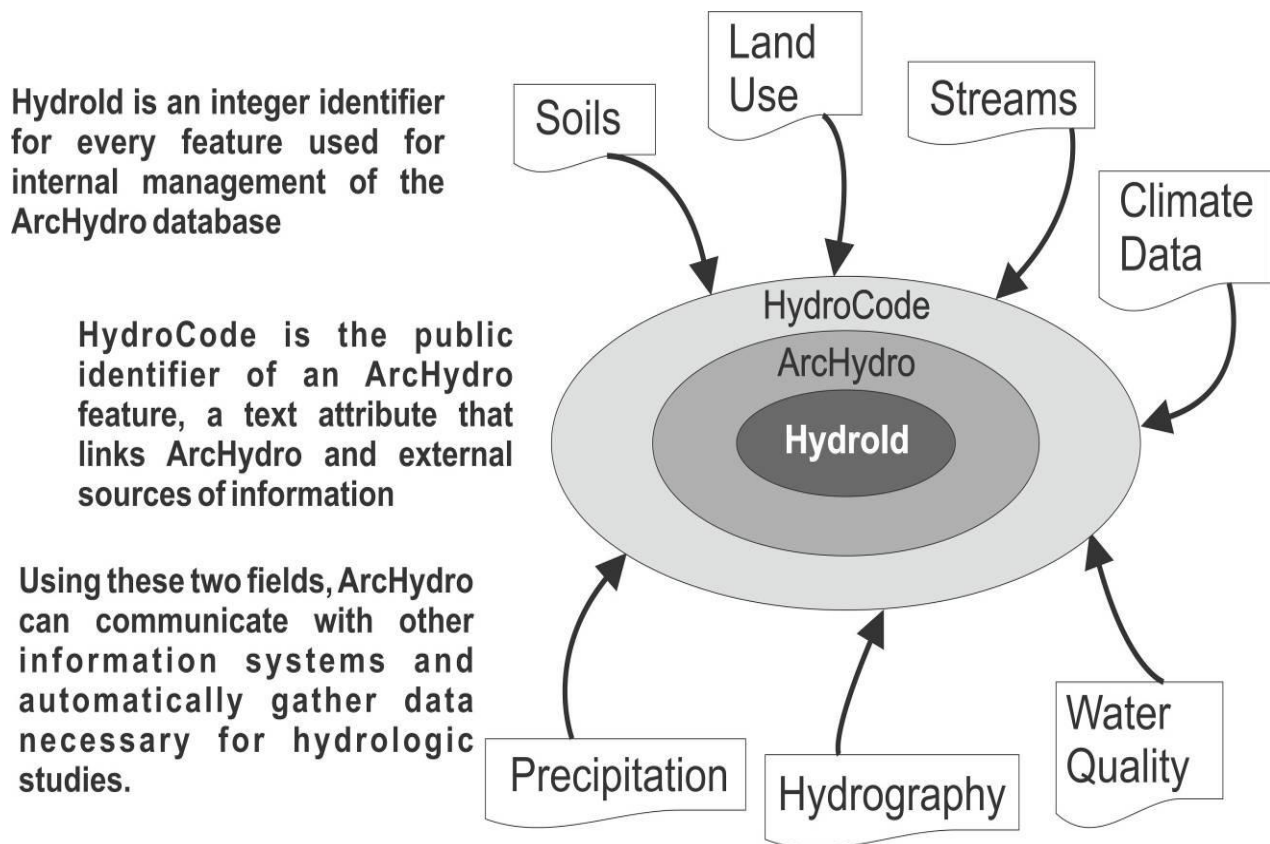 HydroId is an integer identifier
for every feature used for
internal management of the
ArcHydro database
HydroCode is the public
identifier of an ArcHydro
feature, a text attribute that
links ArcHydro and external
sources of information
Using these two fields, ArcHydro
can communicate with other
information systems and
automatically gather data
necessary for hydrologic
studies.
Soils
Land
Use
Streams
Climate
Data
HydroCode
ArcHydro
HydroId
Precipitation
Hydrography
Water
Quality